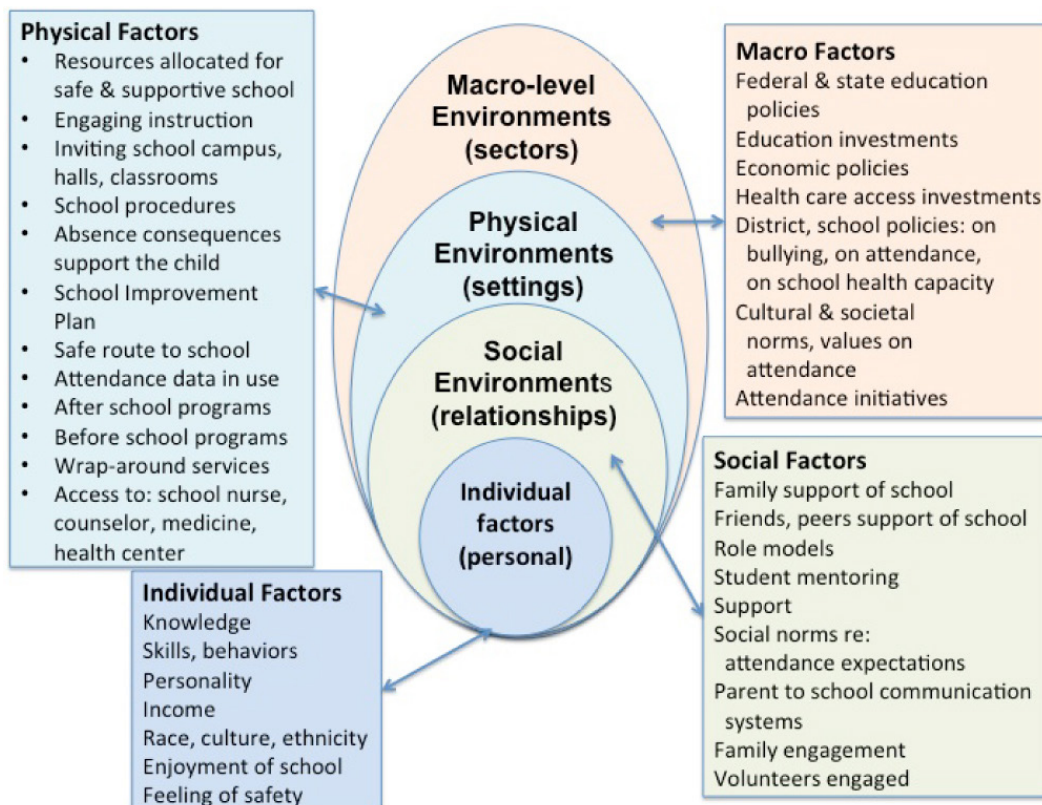 Physical Factors
• Resources allocated for
safe & supportive school
• Engaging instruction
• Inviting school campus,
halls, classrooms
• School procedures
• Absence consequences
support the child
• School Improvement
Plan
• Safe route to school
• Attendance data in use
• After school programs
• Before school programs
• Wrap-around services
• Access to: school nurse,
counselor, medicine,
health center
Macro-level
Environments
(sectors)
Physical
Environments
(settings)
Social
Environments
(relationships)
Individual
factors
(personal)
Macro Factors
Federal & state education
policies
Education investments
Economic policies
Health care access investments
District, school policies: on
bullying, on attendance,
on school health capacity
Cultural & societal
norms, values on
attendance
Attendance initiatives
Individual Factors
Knowledge
Skills, behaviors
Personality
Income
Race, culture, ethnicity
Enjoyment of school
Feeling of safety
Social Factors
Family support of school
Friends, peers support of school
Role models
Student mentoring
Support
Social norms re:
attendance expectations
Parent to school communication
systems
Family engagement
Volunteers engaged